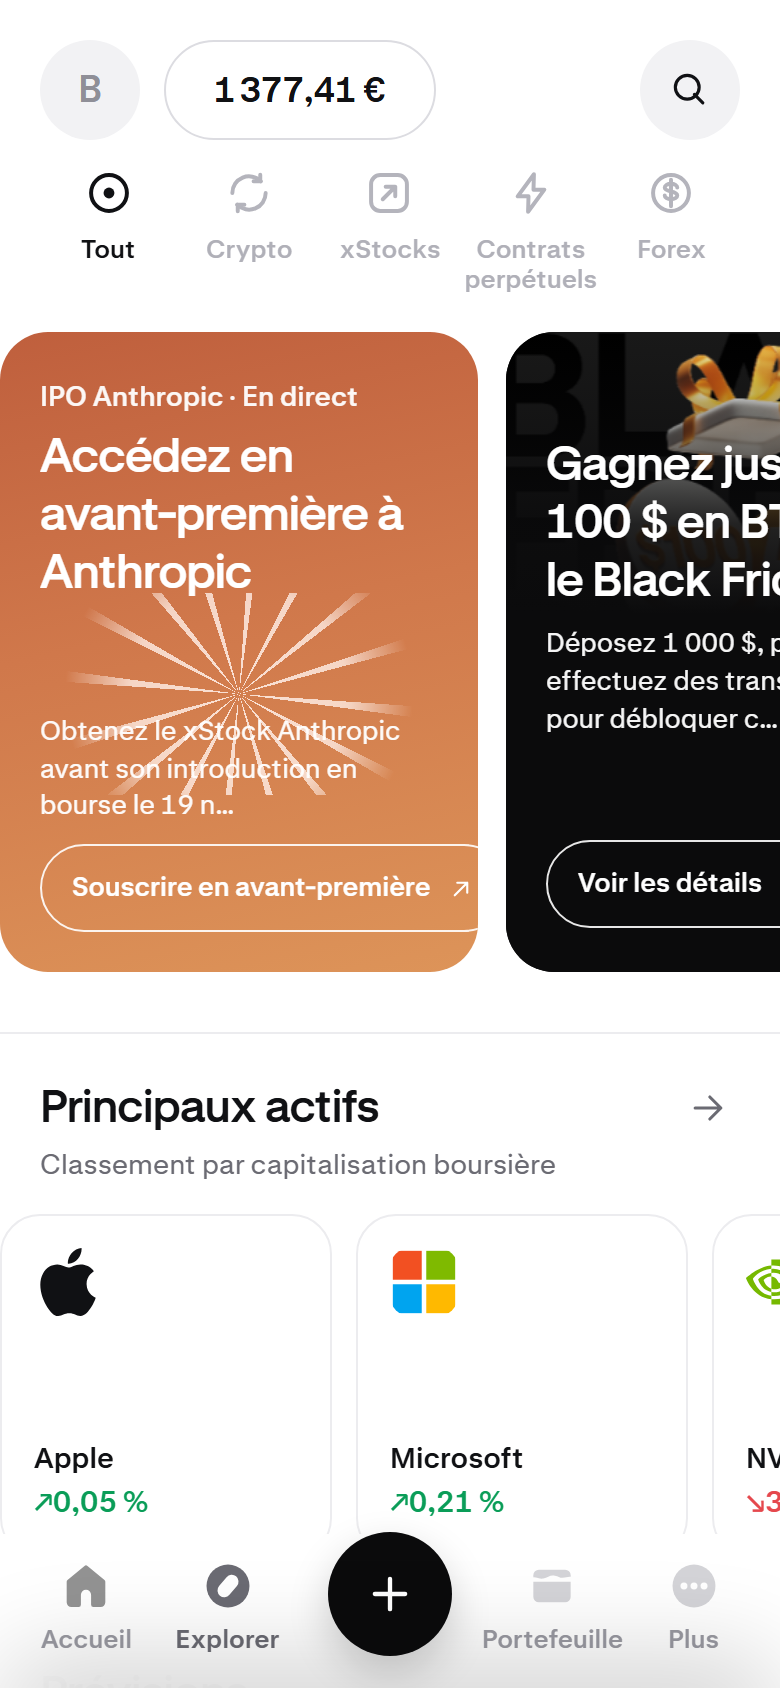 B
1 377,41 €
Tout
Crypto
xStocks
Contrats
perpétuels
Forex
IPO Anthropic · En direct
Accédez en
avant-première à
Anthropic
Obtenez le xStock Anthropic
avant son introduction en
bourse le 19 n...
Souscrire en avant-première
Gagnez jus
100 $ en BT
le Black Fric
Déposez 1 000 $, p
effectuez des trans
pour débloquer c...
Voir les détails
Principaux actifs
Classement par capitalisation boursière
Apple
↗0,05 %
Microsoft
↗0,21 %
NV
↘3
Accueil
Explorer
Portefeuille
Plus